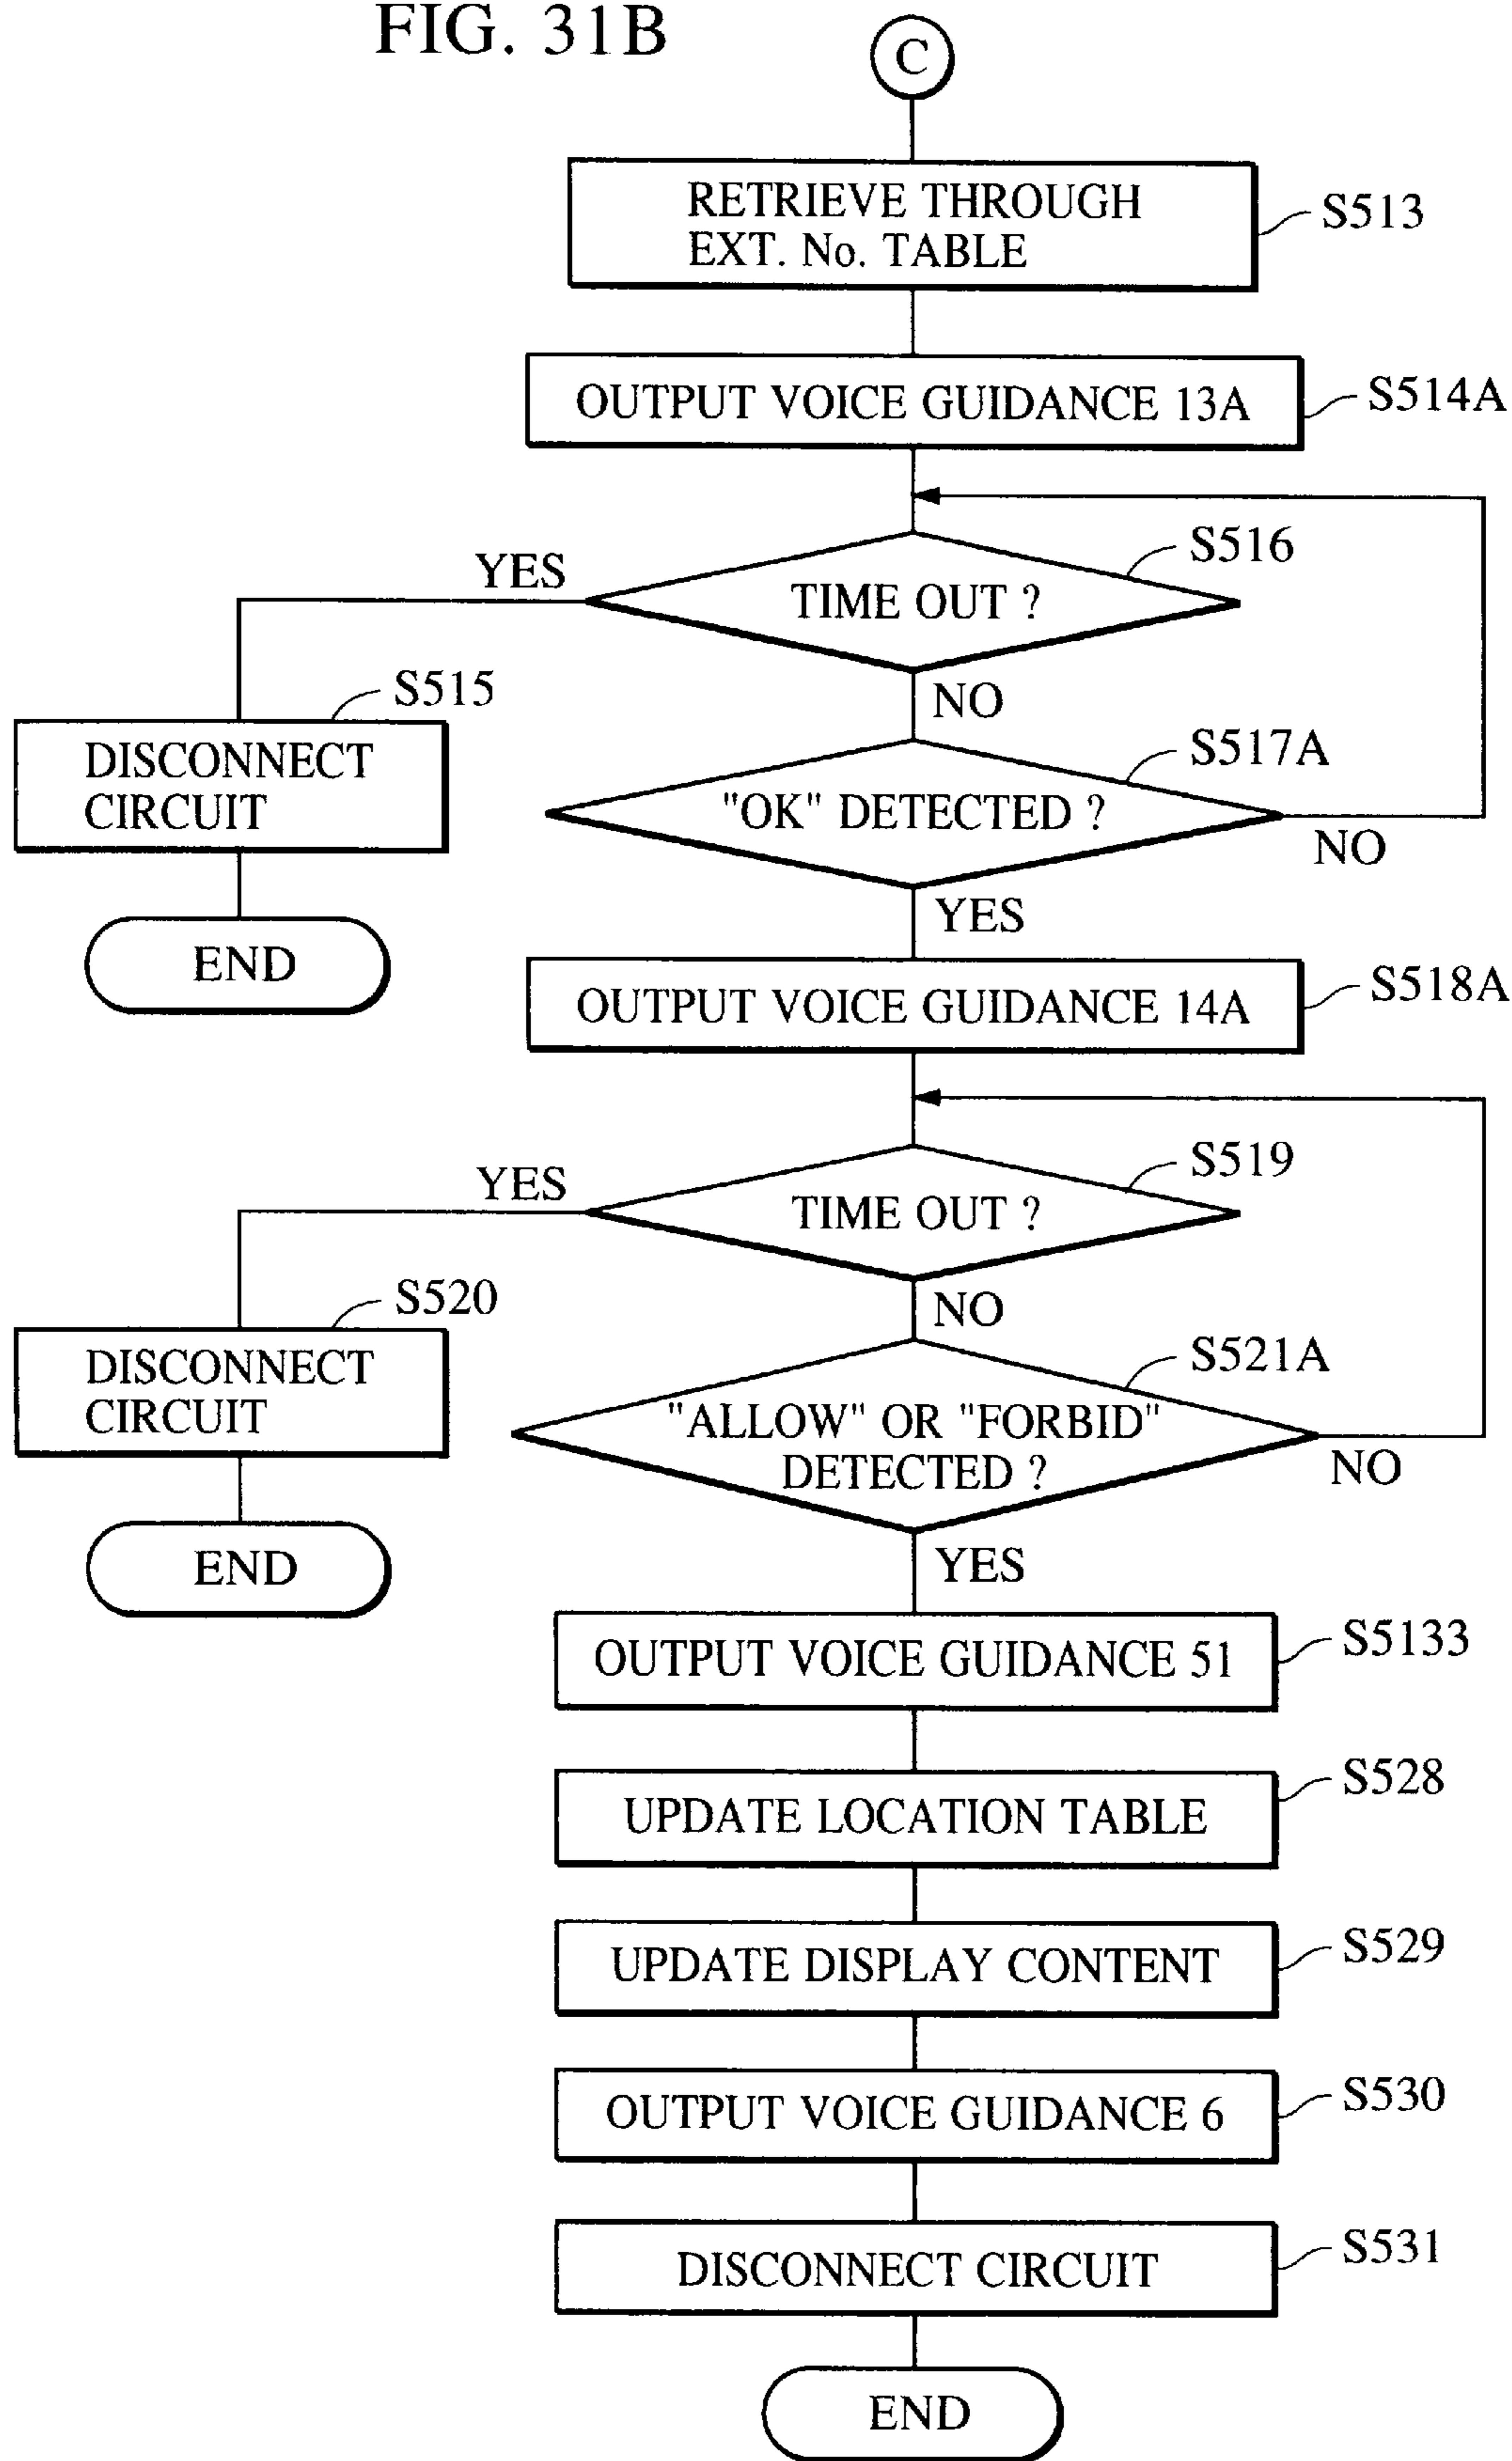 FIG. 31B
C
RETRIEVE THROUGH
EXT. No. TABLE
S513
OUTPUT VOICE GUIDANCE 13A
S514A
S516
YES
TIME OUT ?
NO
S515
DISCONNECT
CIRCUIT
END
S517A
"OK" DETECTED ?
NO
YES
OUTPUT VOICE GUIDANCE 14A
S518A
S519
YES
TIME OUT ?
NO
S520
DISCONNECT
CIRCUIT
END
S521A
"ALLOW" OR "FORBID"
DETECTED ?
NO
YES
OUTPUT VOICE GUIDANCE 51
S5133
UPDATE LOCATION TABLE
S528
UPDATE DISPLAY CONTENT
S529
OUTPUT VOICE GUIDANCE 6
S530
DISCONNECT CIRCUIT
S531
END